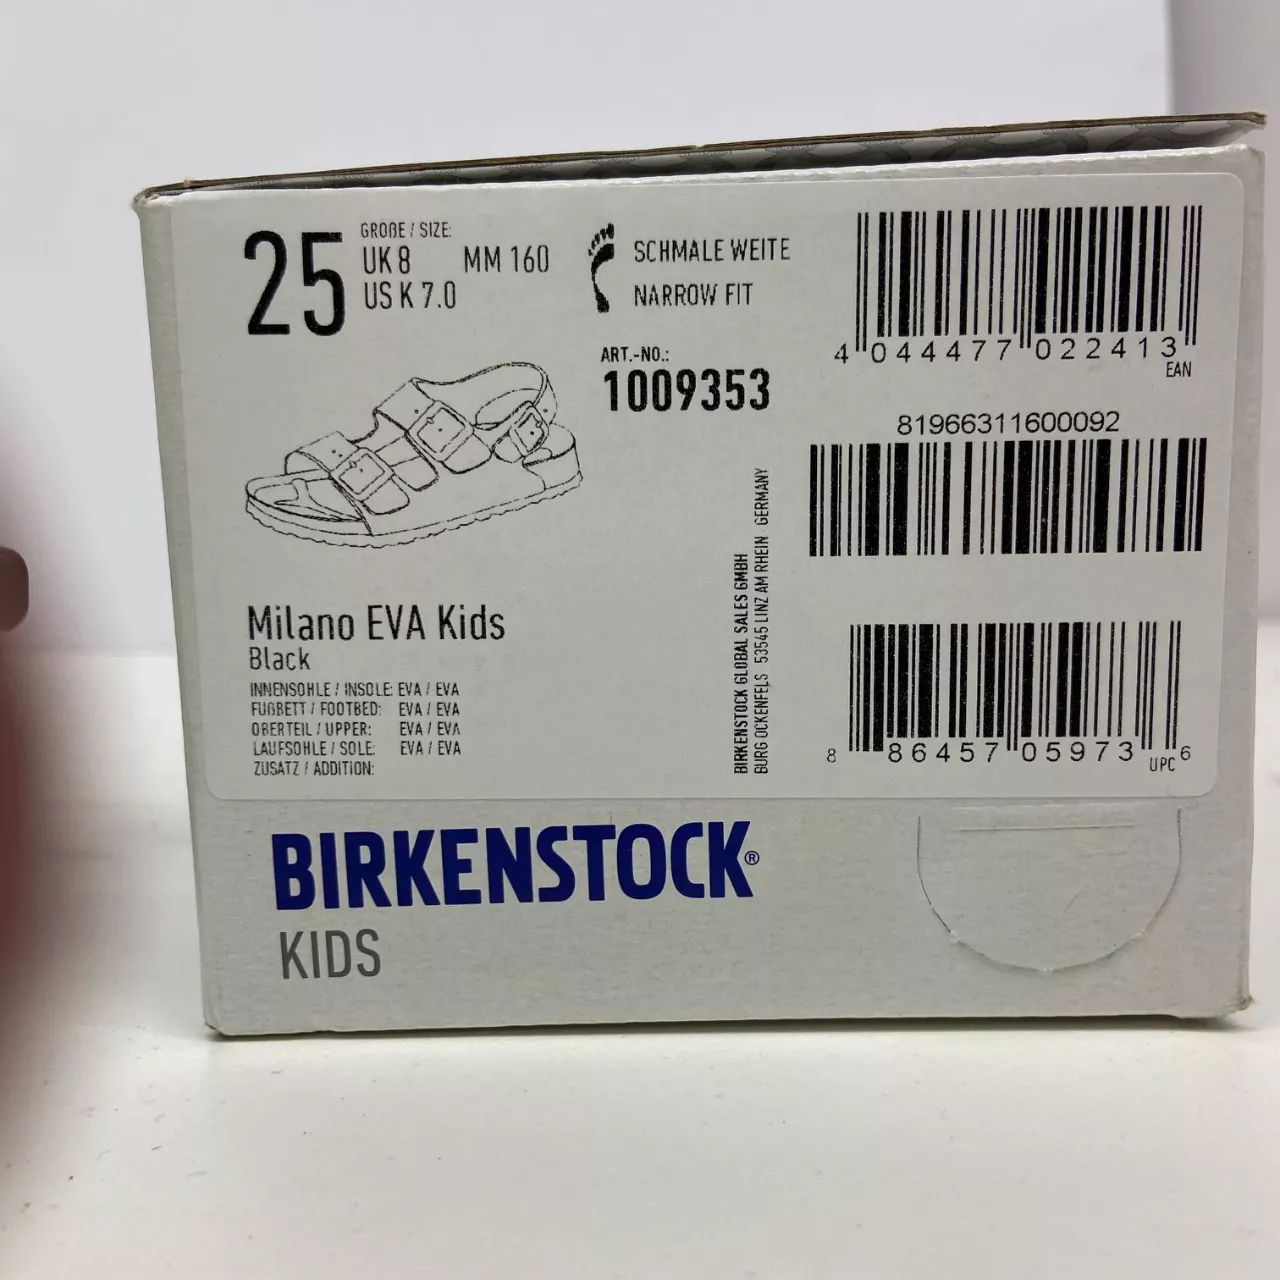 25
GRÖßE / SIZE:
UK 8 MM 160
US K 7.0
SCHMALE WEITE
NARROW FIT
ART.-NO.:
1009353
4 044477 022413
EAN
81966311600092
Milano EVA Kids
Black
INNENSOHLE / INSOLE: EVA / EVA
FUßBETT / FOOTBED: EVA / EVA
OBERTEIL / UPPER: EVA / EVA
LAUFSOHLE / SOLE: EVA / EVA
ZUSATZ / ADDITION:
BIRKENSTOCK GLOBAL SALES GMBH
BURG OCKENFELS 53545 LINZ AM RHEIN GERMANY
8 86457 05973 6
UPC
BIRKENSTOCK®
KIDS